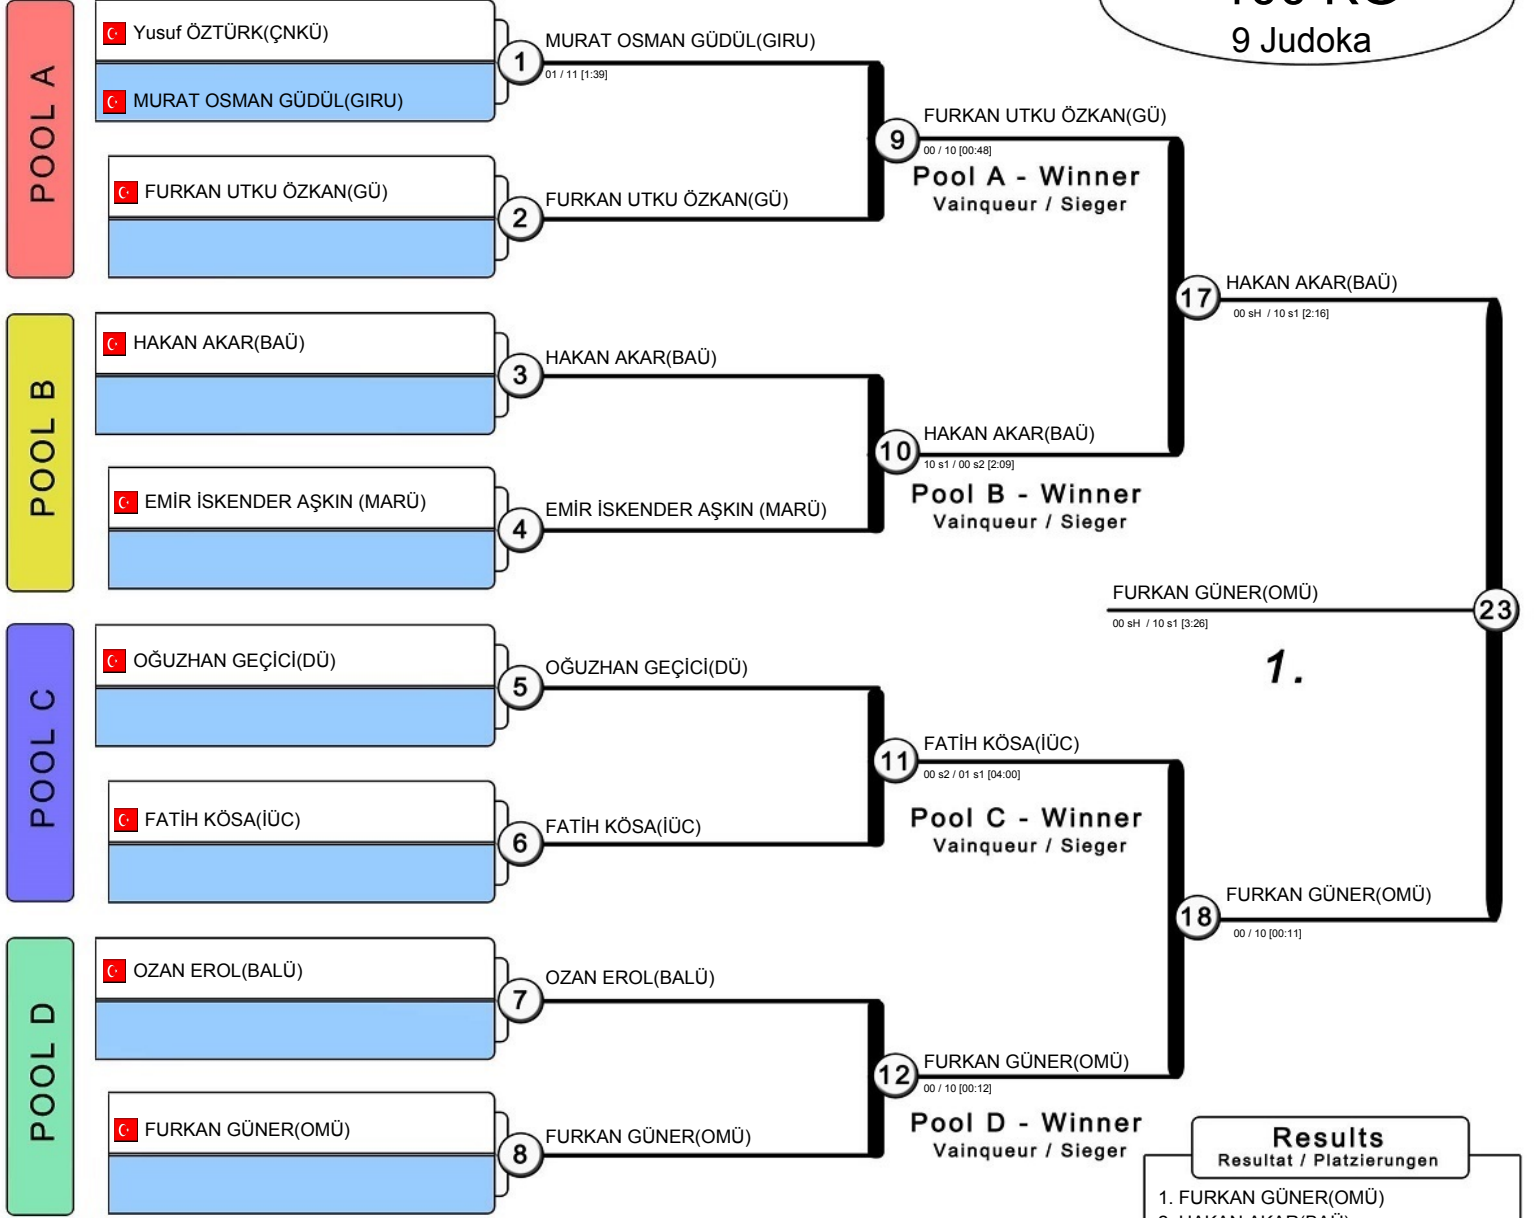 9 Judoka
POOL A
Yusuf ÖZTÜRK(ÇNKÜ)
MURAT OSMAN GÜDÜL(GIRU)
1
MURAT OSMAN GÜDÜL(GIRU)
01 / 11 [1:39]
FURKAN UTKU ÖZKAN(GÜ)
2
FURKAN UTKU ÖZKAN(GÜ)
9
FURKAN UTKU ÖZKAN(GÜ)
00 / 10 [00:48]
Pool A - Winner
Vainqueur / Sieger
POOL B
HAKAN AKAR(BAÜ)
3
HAKAN AKAR(BAÜ)
EMİR İSKENDER AŞKIN (MARÜ)
4
EMİR İSKENDER AŞKIN (MARÜ)
10
HAKAN AKAR(BAÜ)
10 s1 / 00 s2 [2:09]
Pool B - Winner
Vainqueur / Sieger
17
HAKAN AKAR(BAÜ)
00 sH / 10 s1 [2:16]
FURKAN GÜNER(OMÜ)
23
00 sH / 10 s1 [3:26]
1.
POOL C
OĞUZHAN GEÇİCİ(DÜ)
5
OĞUZHAN GEÇİCİ(DÜ)
FATİH KÖSA(İÜC)
6
FATİH KÖSA(İÜC)
11
FATİH KÖSA(İÜC)
00 s2 / 01 s1 [04:00]
Pool C - Winner
Vainqueur / Sieger
18
FURKAN GÜNER(OMÜ)
00 / 10 [00:11]
POOL D
OZAN EROL(BALÜ)
7
OZAN EROL(BALÜ)
FURKAN GÜNER(OMÜ)
8
FURKAN GÜNER(OMÜ)
12
FURKAN GÜNER(OMÜ)
00 / 10 [00:12]
Pool D - Winner
Vainqueur / Sieger
Results
Resultat / Platzierungen
1. FURKAN GÜNER(OMÜ)